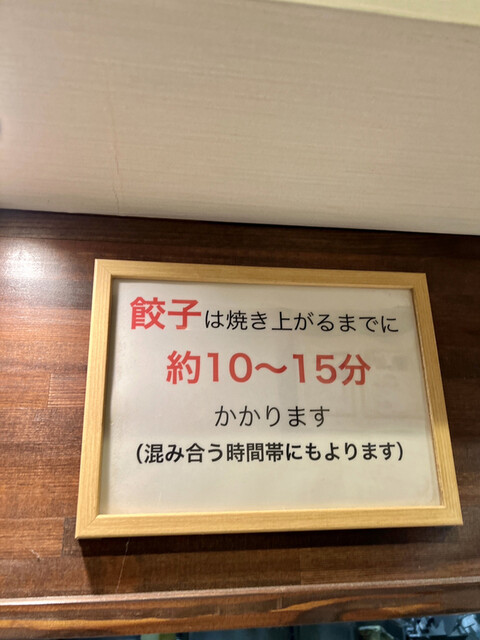 餃子は焼き上がるまでに
約10〜15分
かかります
（混み合う時間帯にもよります）